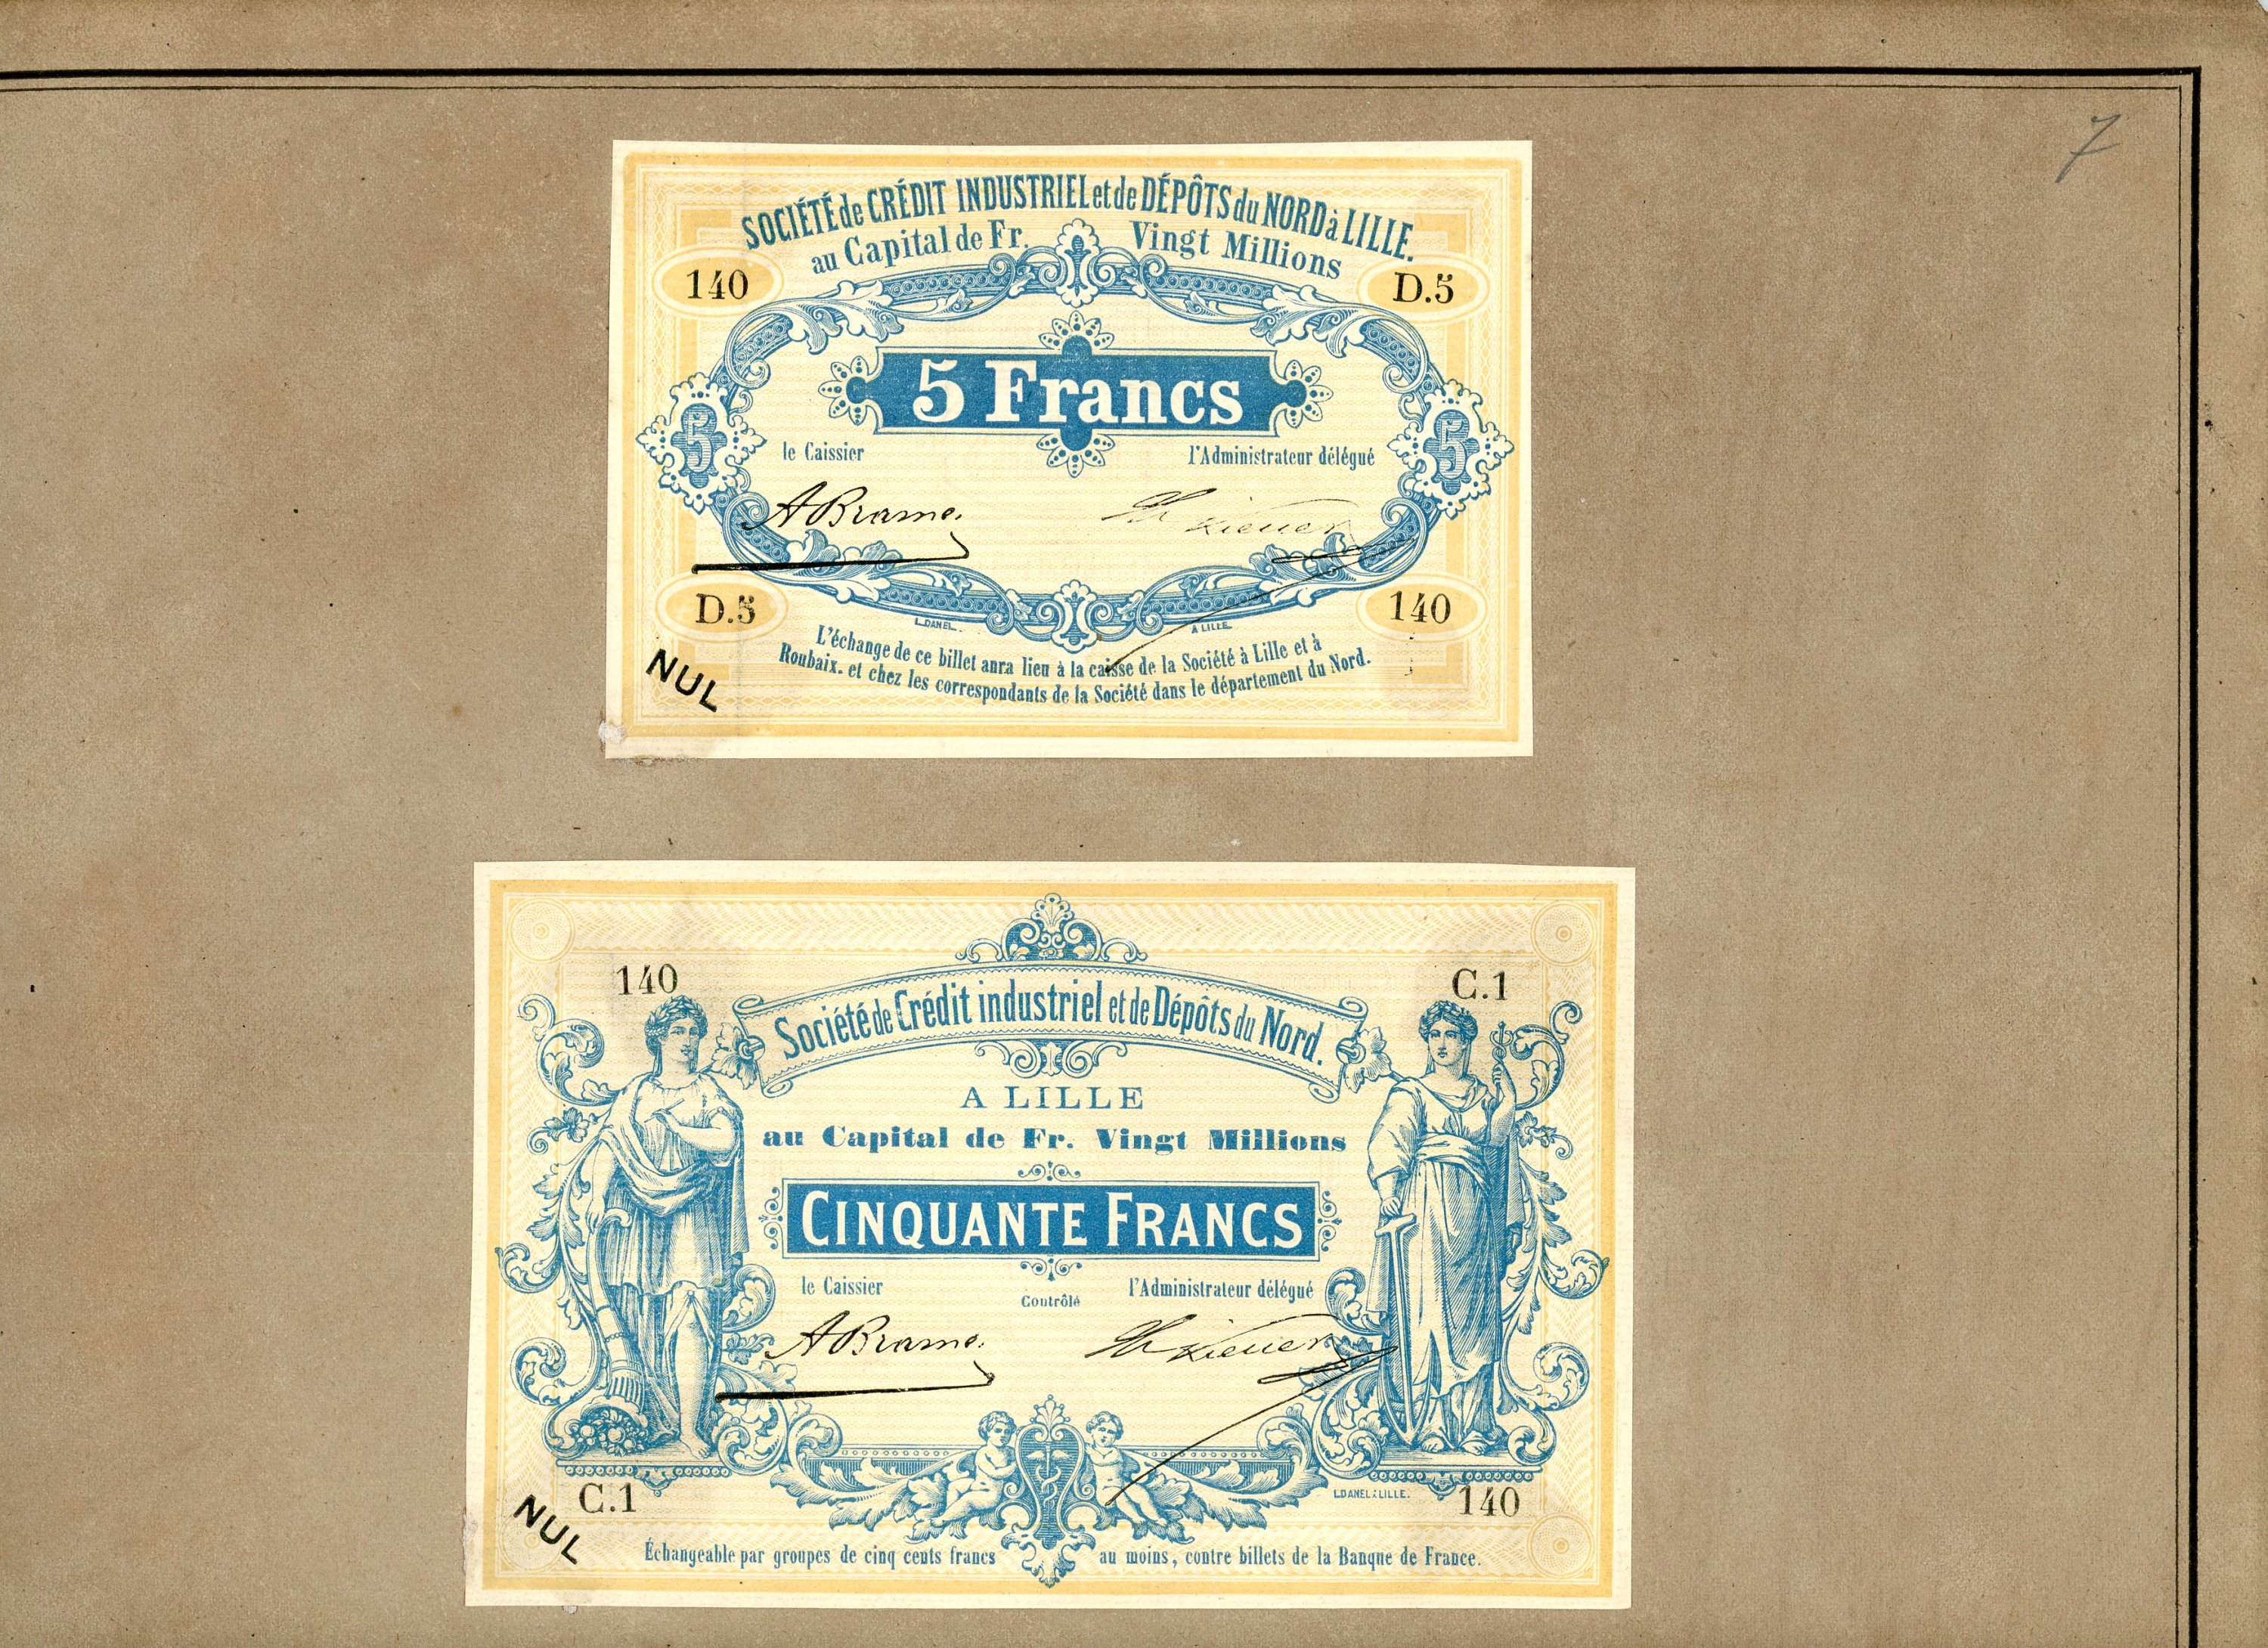 7
SOCIÉTÉ de CRÉDIT INDUSTRIEL et de DÉPÔTS du NORD à LILLE.
au Capital de Fr. Vingt Millions
140 D.5
5 Francs
5 5
le Caissier l'Administrateur délégué
ABrame.
D.5 140
L.DANEL. A LILLE
L'échange de ce billet anra lieu à la caisse de la Société à Lille et à
Roubaix. et chez les correspondants de la Société dans le département du Nord.
NUL
140 C.1
Société de Crédit industriel et de Dépôts du Nord.
A LILLE
au Capital de Fr. Vingt Millions
CINQUANTE FRANCS
le Caissier Contrôlé l'Administrateur délégué
ABrame.
L.DANEL à LILLE.
C.1 140
NUL
Échangeable par groupes de cinq cents francs au moins, contre billets de la Banque de France.